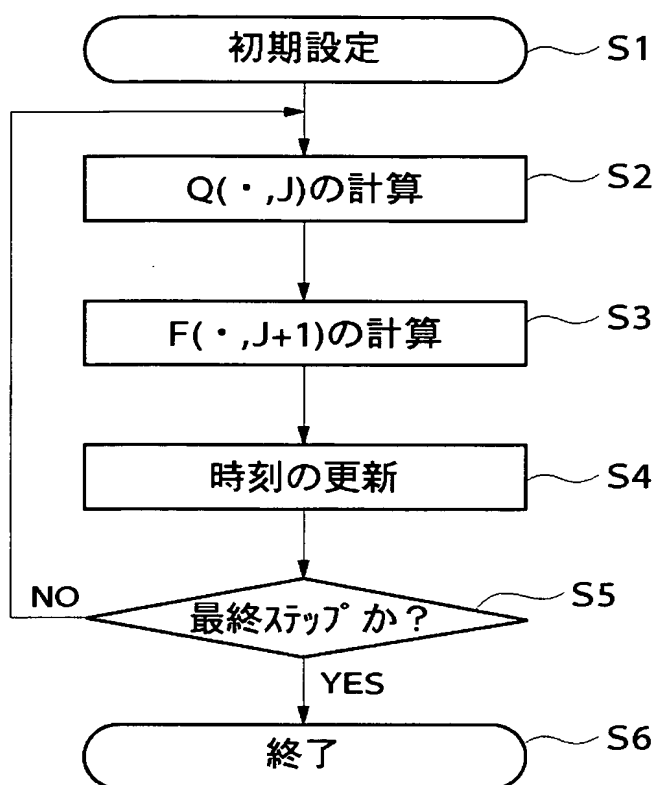 初期設定 S1
Q(・,J)の計算 S2
F(・,J+1)の計算 S3
時刻の更新 S4
最終ステップか? S5
NO
YES
終了 S6